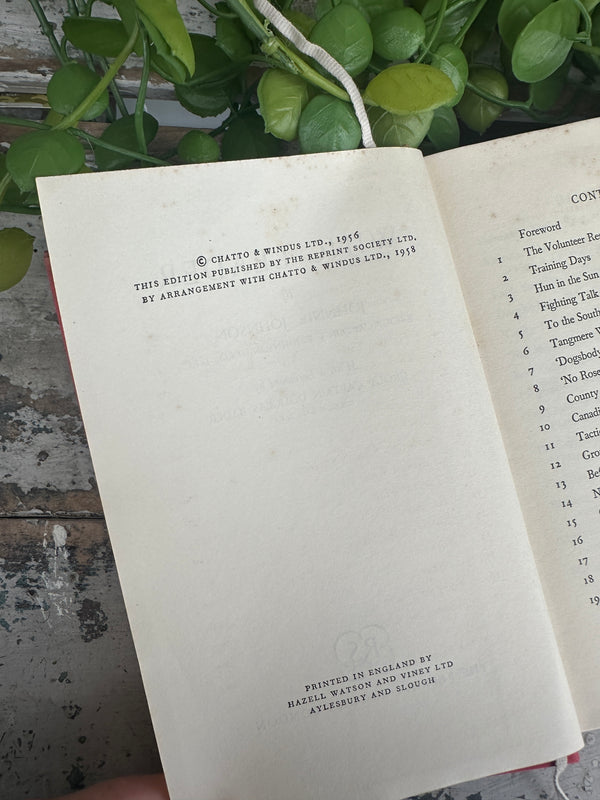 © CHATTO & WINDUS LTD., 1956
THIS EDITION PUBLISHED BY THE REPRINT SOCIETY LTD.
BY ARRANGEMENT WITH CHATTO & WINDUS LTD., 1958
PRINTED IN ENGLAND BY
HAZELL WATSON AND VINEY LTD
AYLESBURY AND SLOUGH
CONT
Foreword
1 The Volunteer Res
2 Training Days
3 Hun in the Sun
4 Fighting Talk
5 To the South
6 Tangmere W
7 'Dogsbody
8 'No Rose
9 County
10 Canadi
11 Tactic
12 Gro
13 Bef
14 N
15
16
17
18
19